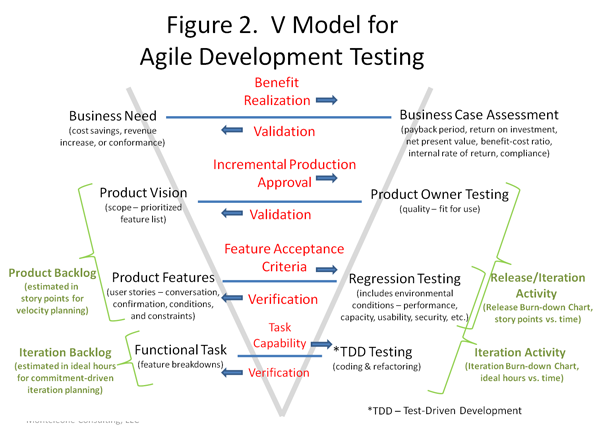 Figure 2. V Model for
Agile Development Testing
Benefit
Realization
Business Need
(cost savings, revenue
increase, or conformance)
Validation
Business Case Assessment
(payback period, return on investment,
net present value, benefit-cost ratio,
internal rate of return, compliance)
Incremental Production
Approval
Product Vision
(scope – prioritized
feature list)
Validation
Product Owner Testing
(quality – fit for use)
Feature Acceptance
Criteria
Product Backlog
(estimated in
story points for
velocity planning)
Product Features
(user stories – conversation,
confirmation, conditions,
and constraints)
Verification
Regression Testing
(includes environmental
conditions – performance,
capacity, usability, security, etc.)
Release/Iteration
Activity
(Release Burn-down Chart,
story points vs. time)
Task
Capability
Iteration Backlog
(estimated in ideal hours
for commitment-driven
iteration planning)
Functional Task
(feature breakdowns)
Verification
*TDD Testing
(coding & refactoring)
Iteration Activity
(Iteration Burn-down Chart,
ideal hours vs. time)
*TDD – Test-Driven Development